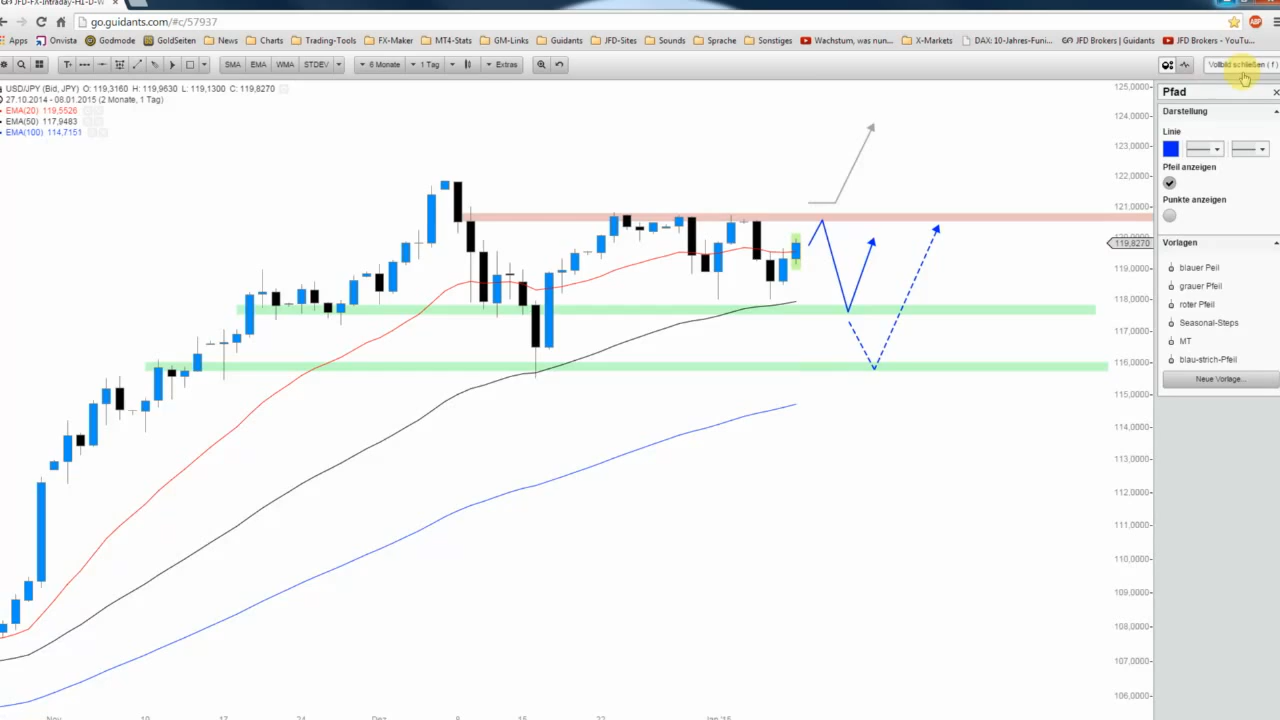 JFD-FX-Intraday-H1-D-W
go.guidants.com/#c/57937
Apps Onvista Godmode GoldSeiten News Charts Trading-Tools FX-Maker MT4-Stats GM-Links Guidants JFD-Sites Sounds Sprache Sonstiges Wachstum, was nun... X-Markets DAX: 10-Jahres-Funi... JFD Brokers | Guidants JFD Brokers - YouTu...
T+ SMA EMA WMA STDEV 6 Monate 1 Tag Extras Vollbild schließen ( f )
USD/JPY (Bid, JPY) O: 119,3160 H: 119,9630 L: 119,1300 C: 119,8270
27.10.2014 - 08.01.2015 (2 Monate, 1 Tag)
EMA(20) 119,5526
EMA(50) 117,9483
EMA(100) 114,7151
125,0000
124,0000
123,0000
122,0000
121,0000
119,8270
119,0000
118,0000
117,0000
116,0000
115,0000
114,0000
113,0000
112,0000
111,0000
110,0000
109,0000
108,0000
107,0000
106,0000
Pfad
Darstellung
Linie
Pfeil anzeigen
Punkte anzeigen
Vorlagen
blauer Peil
grauer Pfeil
roter Pfeil
Seasonal-Steps
MT
blau-strich-Pfeil
Neue Vorlage...
Nov 10 17 24 Dez 8 15 22 Jan '15